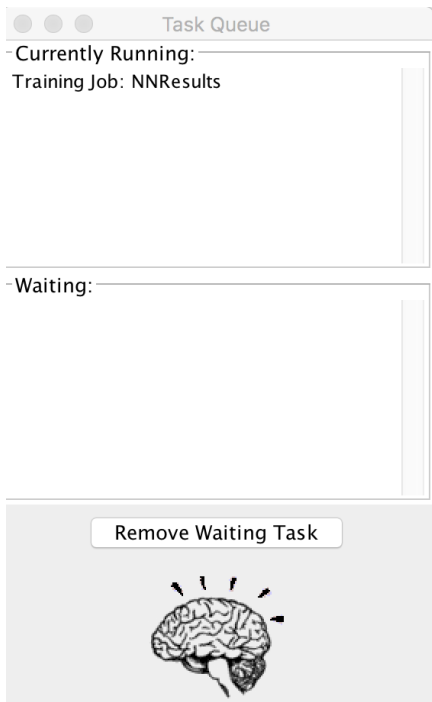 Task Queue
Currently Running:
Training Job: NNResults
Waiting:
Remove Waiting Task